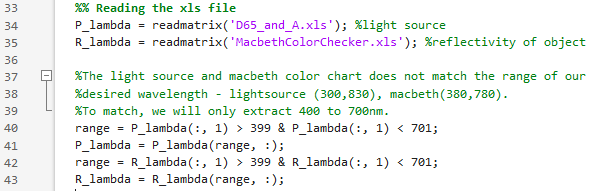 33 %% Reading the xls file
34 P_lambda = readmatrix('D65_and_A.xls'); %light source
35 R_lambda = readmatrix('MacbethColorChecker.xls'); %reflectivity of object
36
37 %The light source and macbeth color chart does not match the range of our
38 %desired wavelength - lightsource (300,830), macbeth(380,780).
39 %To match, we will only extract 400 to 700nm.
40 range = P_lambda(:, 1) > 399 & P_lambda(:, 1) < 701;
41 P_lambda = P_lambda(range, :);
42 range = R_lambda(:, 1) > 399 & R_lambda(:, 1) < 701;
43 R_lambda = R_lambda(range, :);